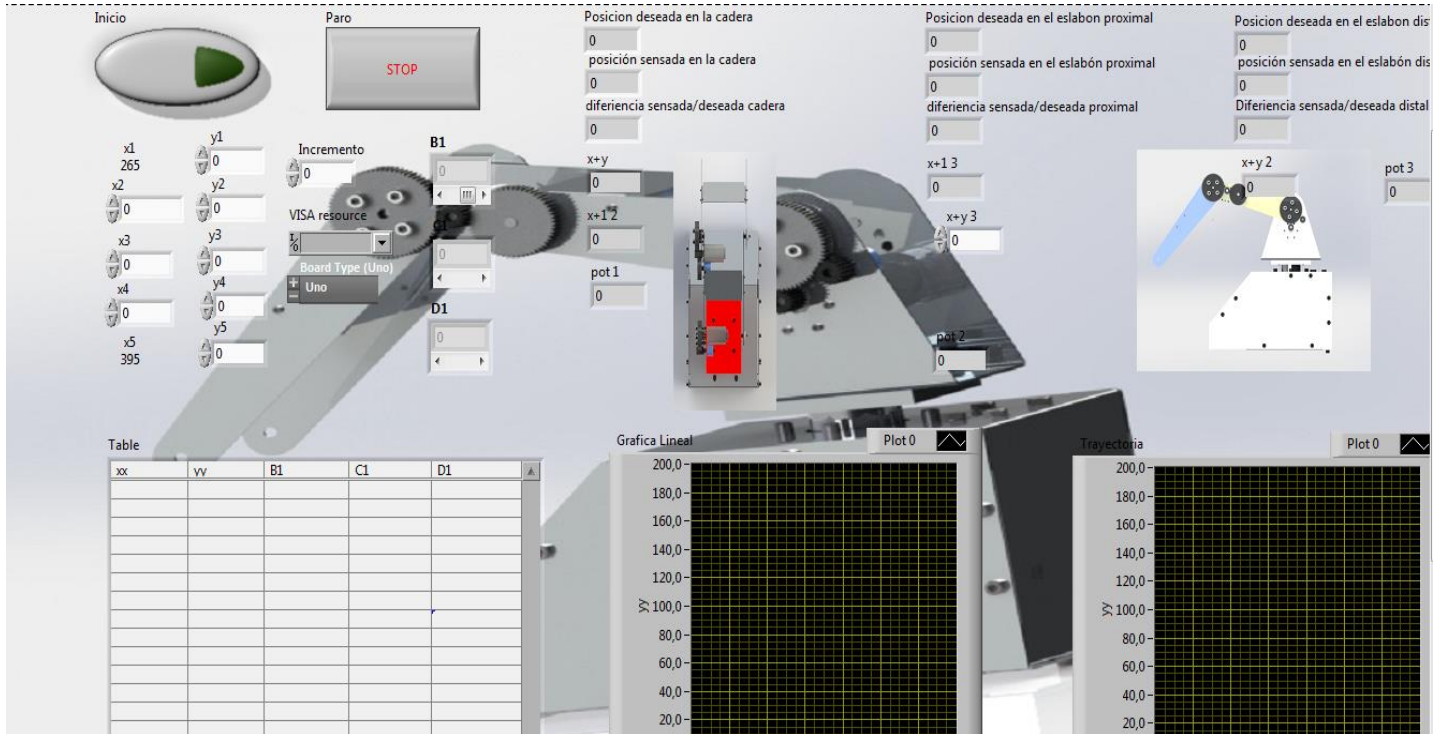 Inicio
Paro
STOP
Posicion deseada en la cadera
0
posición sensada en la cadera
0
diferiencia sensada/deseada cadera
0
Posicion deseada en el eslabon proximal
0
posición sensada en el eslabón proximal
0
diferiencia sensada/deseada proximal
0
Posicion deseada en el eslabon dis
0
posición sensada en el eslabón dis
0
Diferiencia sensada/deseada distal
0
x1
265
x2
0
x3
0
x4
0
x5
395
y1
0
y2
0
y3
0
y4
0
y5
0
Incremento
0
VISA resource
I/O
Board Type (Uno)
Uno
B1
0
C1
0
D1
0
x+y
0
x+1 2
0
pot 1
0
x+1 3
0
x+y 3
0
pot 2
0
x+y 2
0
pot 3
0
Table
xx yy B1 C1 D1
Grafica Lineal
Plot 0
200,0
180,0
160,0
140,0
120,0
100,0
80,0
60,0
40,0
20,0
yy
Trayectoria
Plot 0
200,0
180,0
160,0
140,0
120,0
100,0
80,0
60,0
40,0
20,0
yy